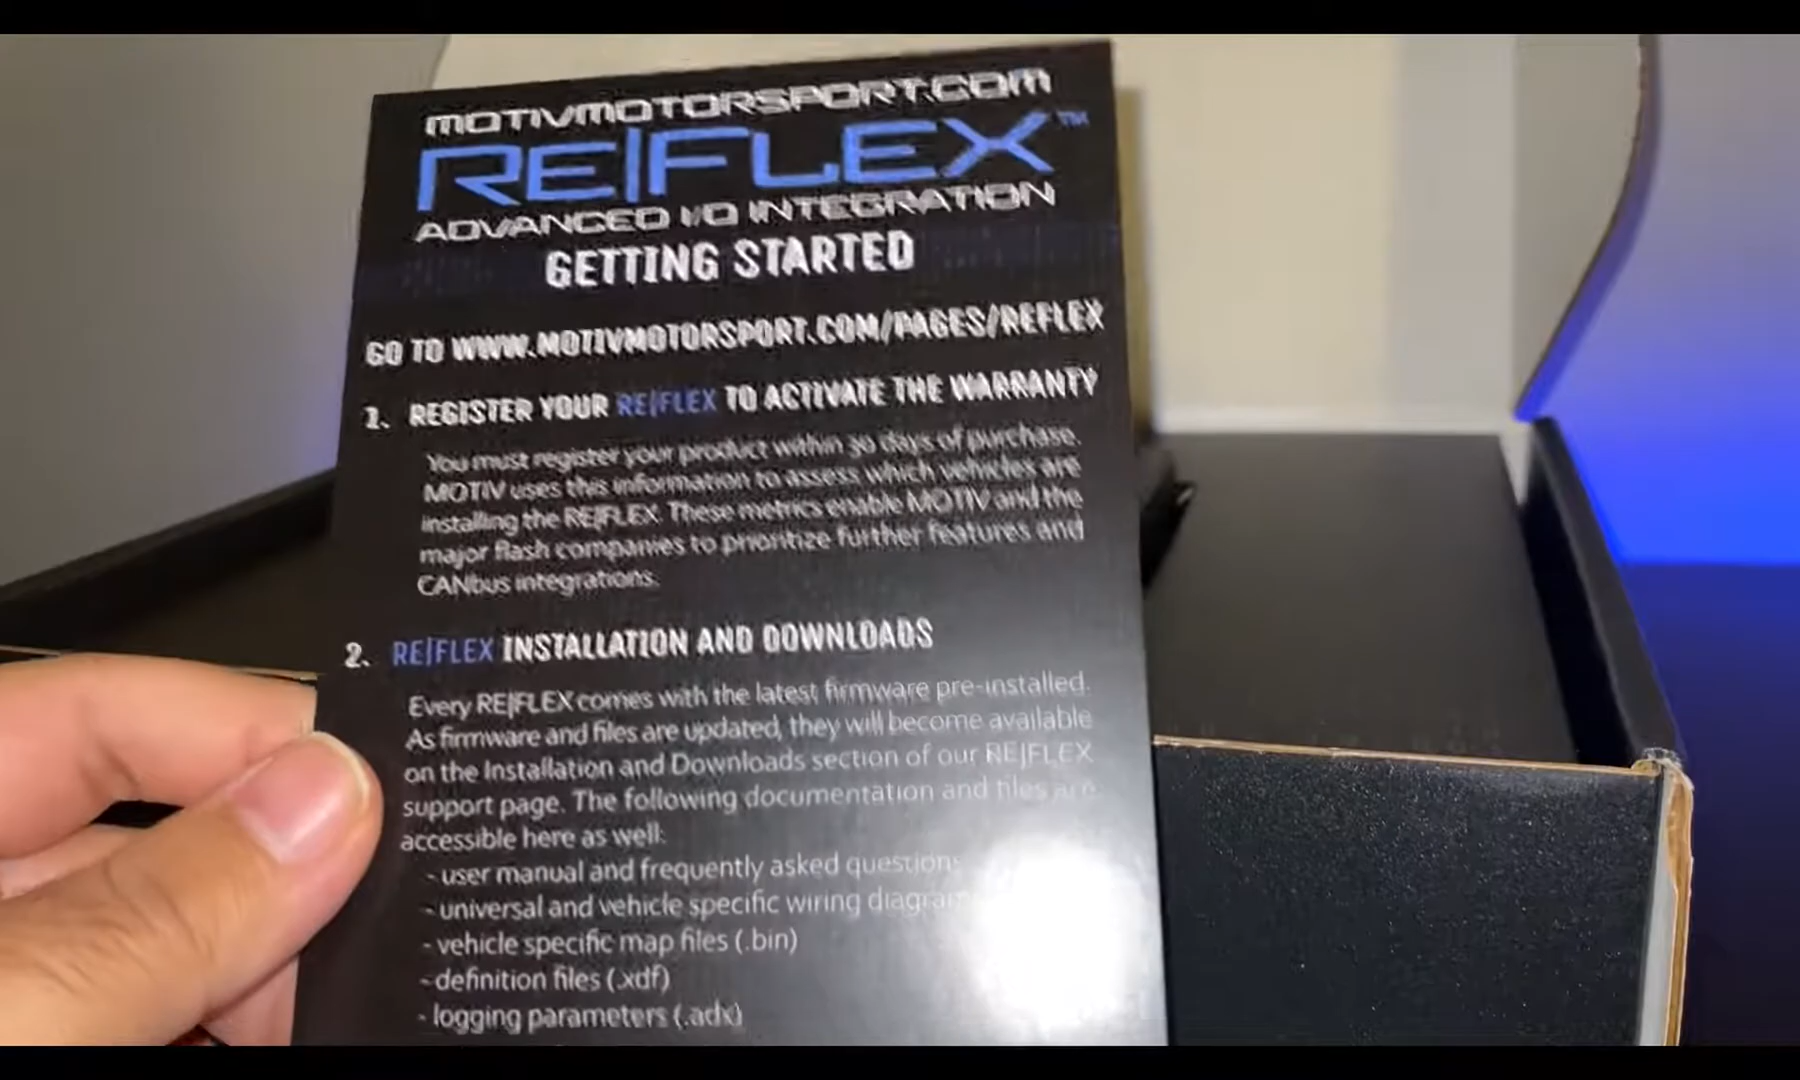 MOTIVMOTORSPORT.COM
RE|FLEX™
ADVANCED I/O INTEGRATION
GETTING STARTED
GO TO WWW.MOTIVMOTORSPORT.COM/PAGES/REFLEX
1. REGISTER YOUR RE|FLEX TO ACTIVATE THE WARRANTY
You must register your product within 30 days of purchase.
MOTIV uses this information to assess which vehicles are
installing the RE|FLEX. These metrics enable MOTIV and the
major flash companies to prioritize further features and
CANbus integrations.
2. RE|FLEX INSTALLATION AND DOWNLOADS
Every RE|FLEX comes with the latest firmware pre-installed.
As firmware and files are updated, they will become available
on the Installation and Downloads section of our RE|FLEX
support page. The following documentation and files are
accessible here as well:
- user manual and frequently asked questions
- universal and vehicle specific wiring diagram
- vehicle specific map files (.bin)
- definition files (.xdf)
- logging parameters (.adx)